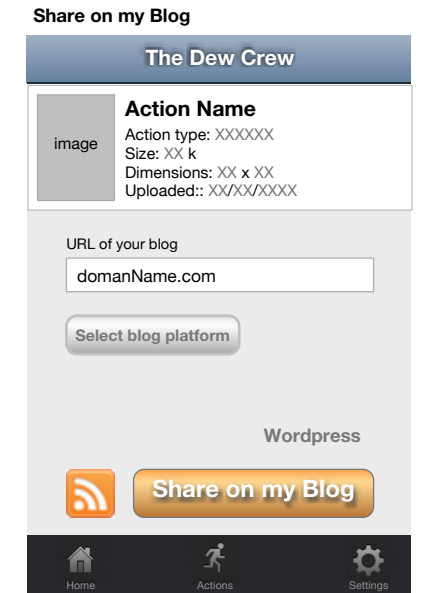 Share on my Blog
The Dew Crew
image
Action Name
Action type: XXXXXX
Size: XX k
Dimensions: XX x XX
Uploaded:: XX/XX/XXXX
URL of your blog
domanName.com
Select blog platform
Wordpress
Share on my Blog
Home
Actions
Settings